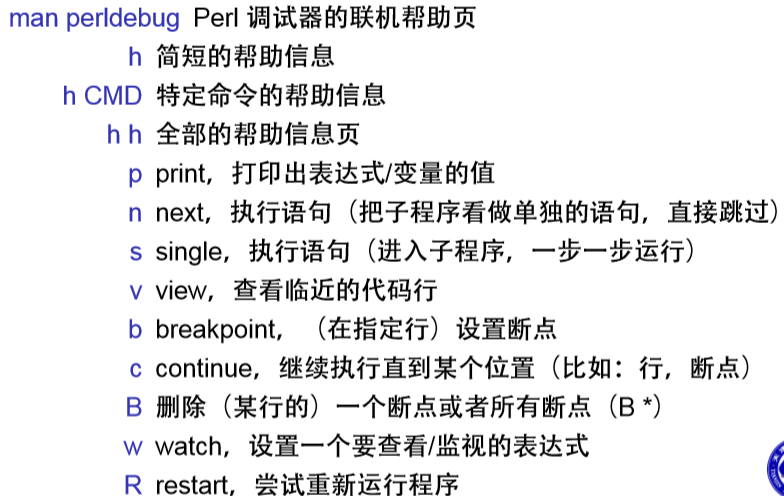 man perldebug Perl 调试器的联机帮助页
h 简短的帮助信息
h CMD 特定命令的帮助信息
h h 全部的帮助信息页
p print，打印出表达式/变量的值
n next，执行语句（把子程序看做单独的语句，直接跳过）
s single，执行语句（进入子程序，一步一步运行）
v view，查看临近的代码行
b breakpoint，（在指定行）设置断点
c continue，继续执行直到某个位置（比如：行，断点）
B 删除（某行的）一个断点或者所有断点（B *）
w watch，设置一个要查看/监视的表达式
R restart，尝试重新运行程序